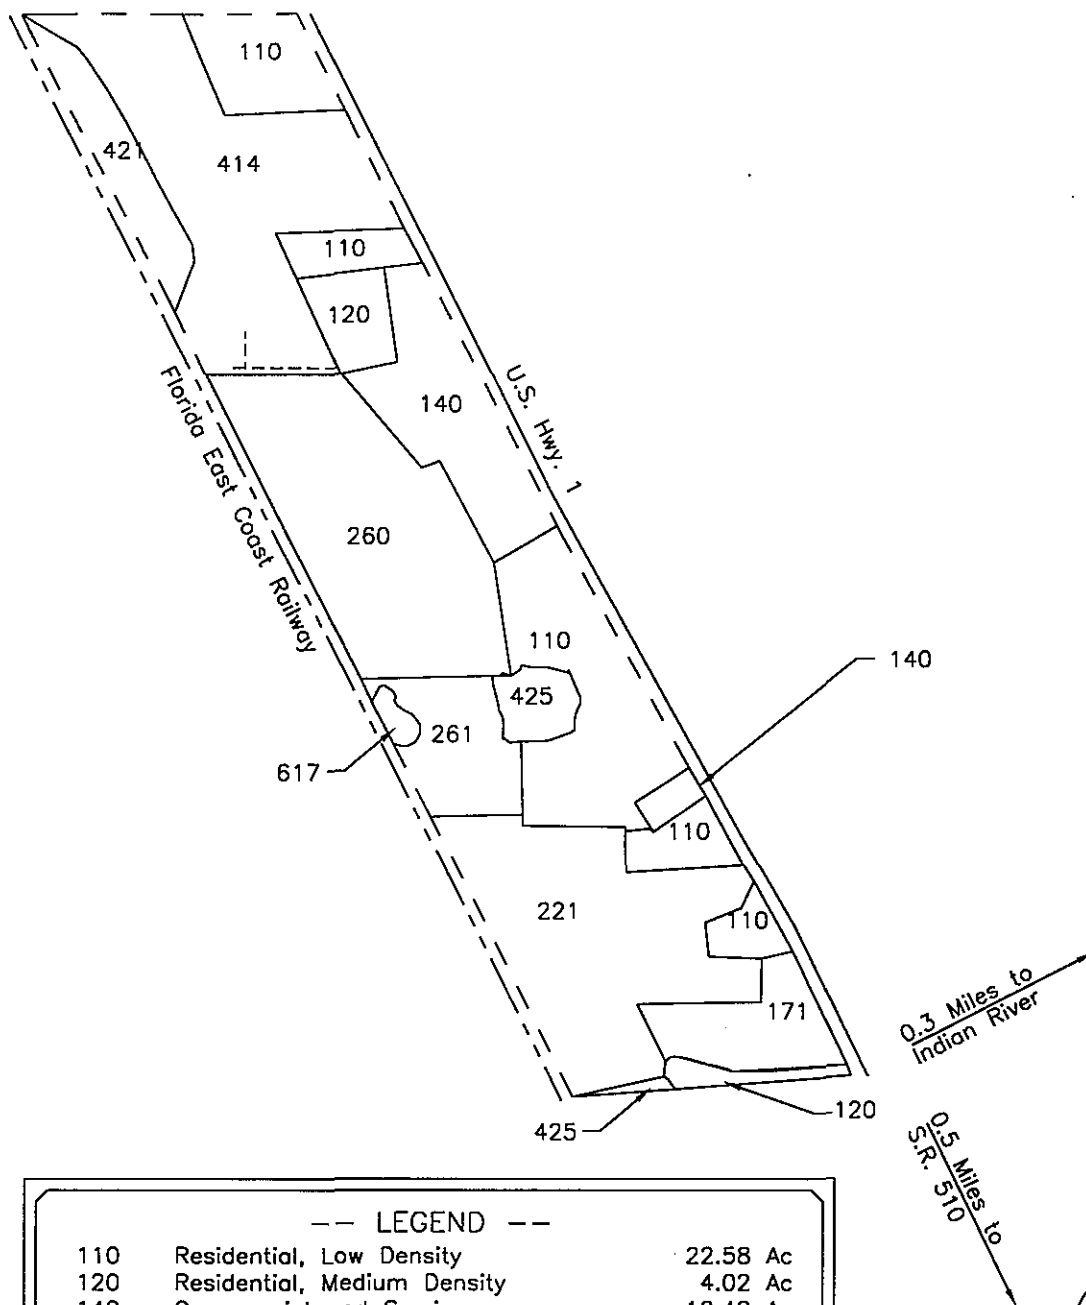 110
421
414
110
120
140
U.S. Hwy. 1
Florida East Coast Railway
260
110
140
425
261
617
110
221
110
171
0.3 Miles to
Indian River
120
425
0.5 Miles to
S.R. 510
-- LEGEND --
110 Residential, Low Density 22.58 Ac
120 Residential, Medium Density 4.02 Ac